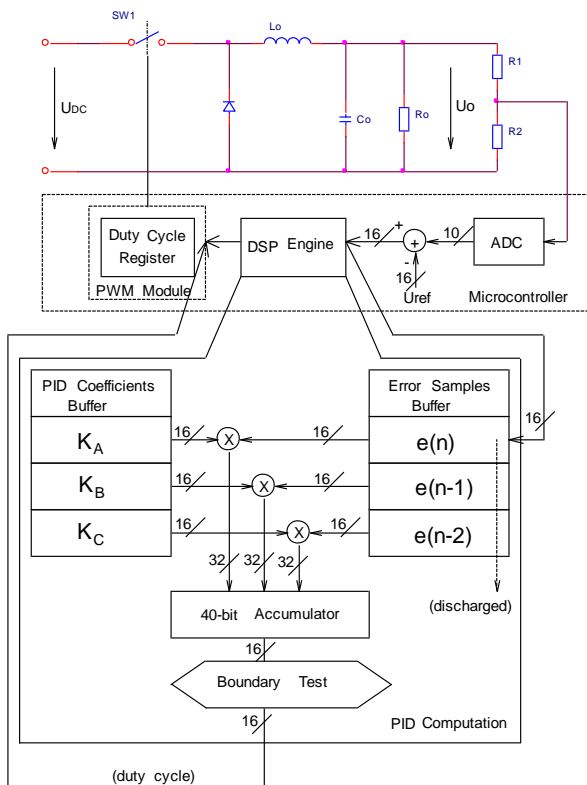 SW1
Lo
UDC
Co
Ro
Uo
R1
R2
Duty Cycle
Register
PWM Module
DSP Engine
16
+
+
-
16
Uref
10
ADC
Microcontroller
PID Coefficients
Buffer
KA
KB
KC
16
16
16
X
X
X
16
16
16
Error Samples
Buffer
e(n)
e(n-1)
e(n-2)
16
(discharged)
32
32
32
40-bit Accumulator
16
Boundary Test
16
PID Computation
(duty cycle)